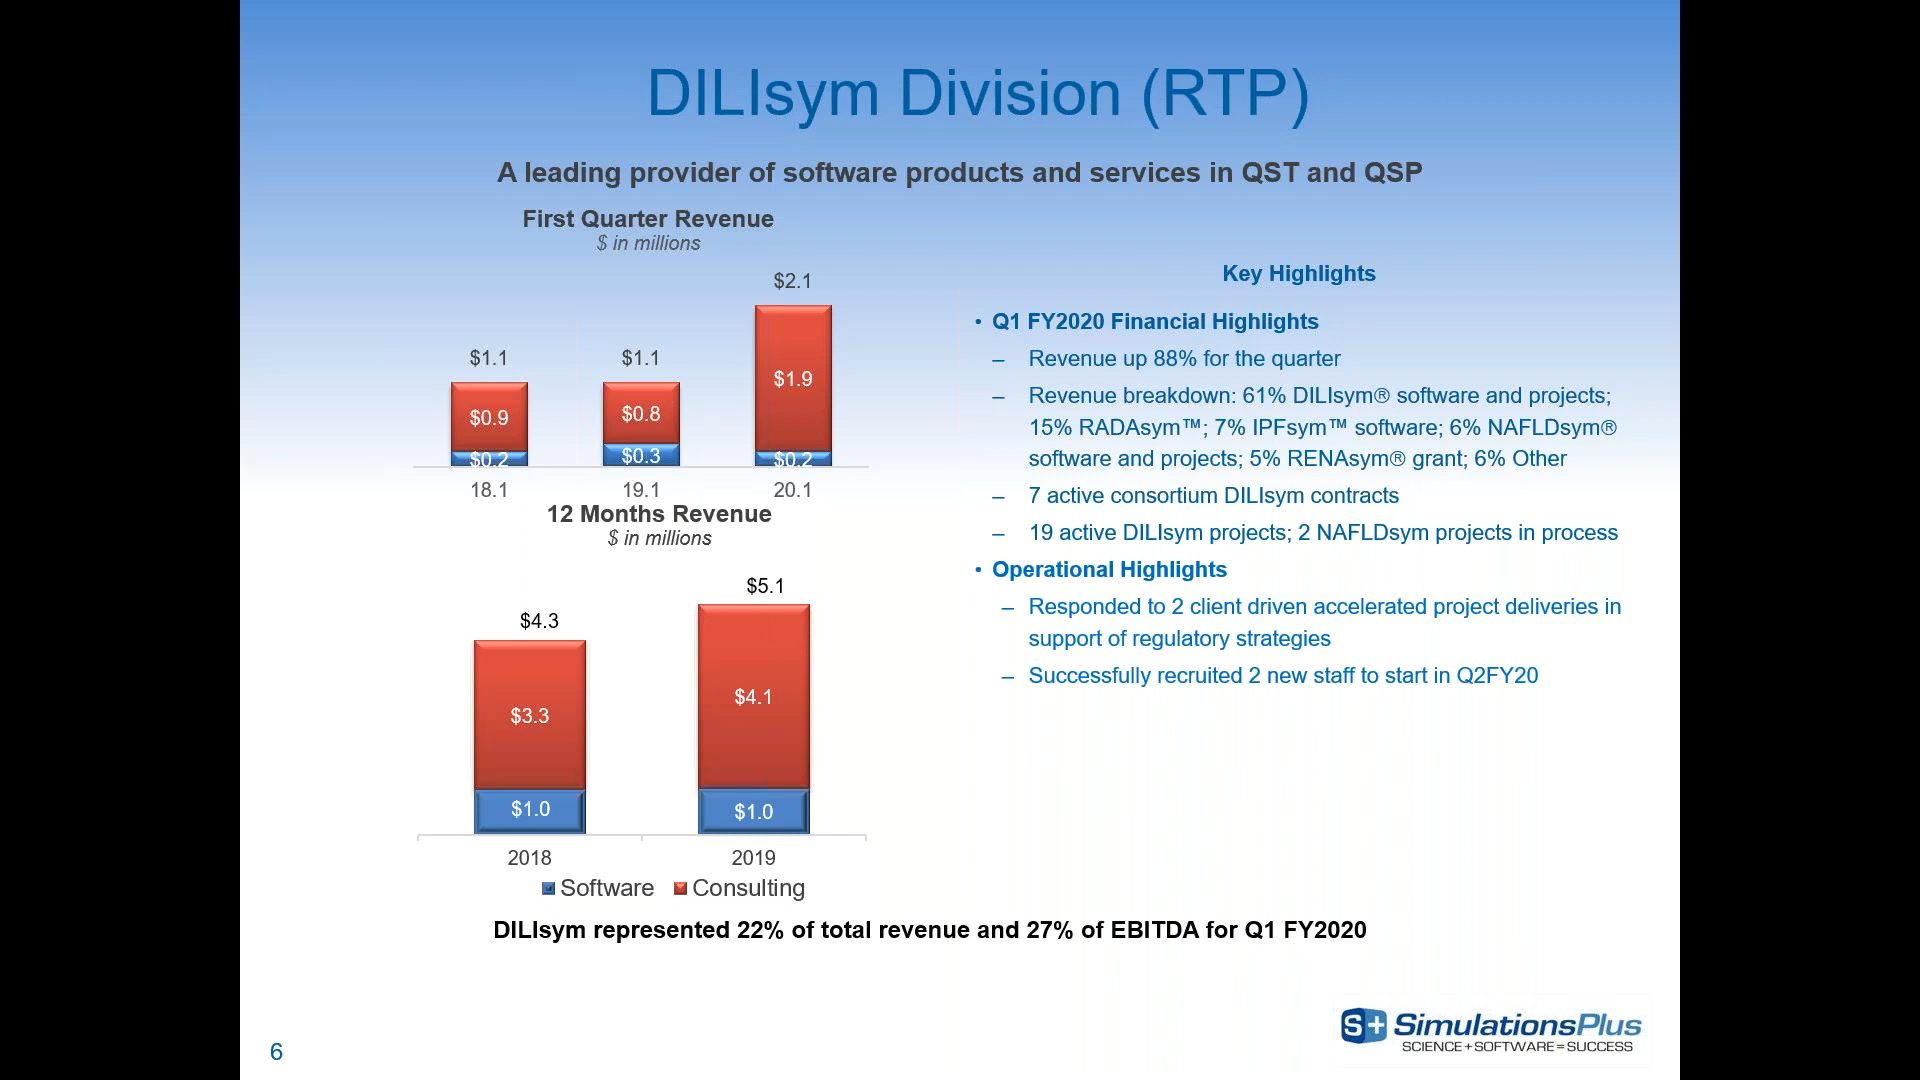 DILIsym Division (RTP)
A leading provider of software products and services in QST and QSP
First Quarter Revenue
$ in millions
$2.1
$1.1
$1.1
$1.9
$0.9
$0.8
$0.2
$0.3
$0.2
18.1
19.1
20.1
12 Months Revenue
$ in millions
$5.1
$4.3
$4.1
$3.3
$1.0
$1.0
2018
2019
Software
Consulting
Key Highlights
• Q1 FY2020 Financial Highlights
– Revenue up 88% for the quarter
– Revenue breakdown: 61% DILIsym® software and projects;
15% RADAsym™; 7% IPFsym™ software; 6% NAFLDsym®
software and projects; 5% RENAsym® grant; 6% Other
– 7 active consortium DILIsym contracts
– 19 active DILIsym projects; 2 NAFLDsym projects in process
• Operational Highlights
– Responded to 2 client driven accelerated project deliveries in
support of regulatory strategies
– Successfully recruited 2 new staff to start in Q2FY20
DILIsym represented 22% of total revenue and 27% of EBITDA for Q1 FY2020
S+ SimulationsPlus
SCIENCE+SOFTWARE=SUCCESS
6